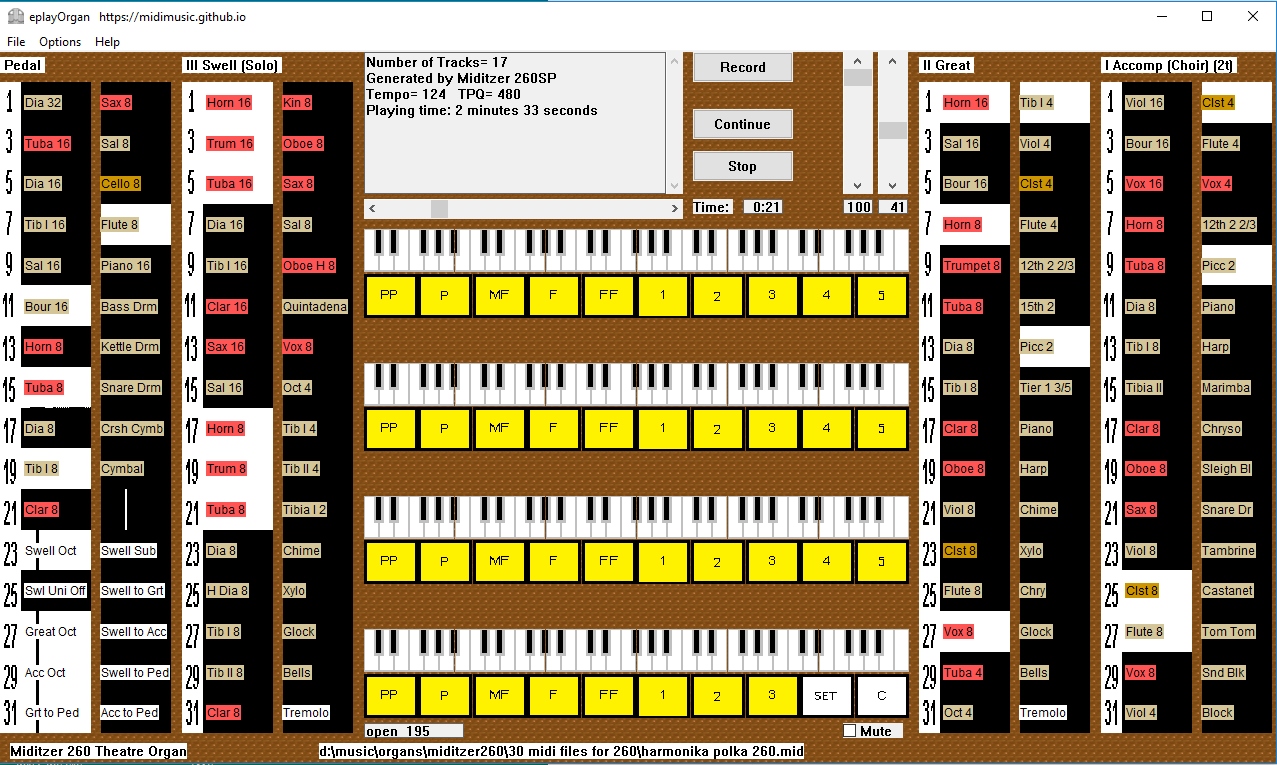 eplayOrgan https://midimusic.github.io
File Options Help
Pedal
1 Dia 32 Sax 8
3 Tuba 16 Sal 8
5 Dia 16 Cello 8
7 Tib I 16 Flute 8
9 Sal 16 Piano 16
11 Bour 16 Bass Drm
13 Horn 8 Kettle Drm
15 Tuba 8 Snare Drm
17 Dia 8 Crsh Cymb
19 Tib I 8 Cymbal
21 Clar 8
23 Swell Oct Swell Sub
25 Swl Uni Off Swell to Grt
27 Great Oct Swell to Acc
29 Acc Oct Swell to Ped
31 Grt to Ped Acc to Ped
III Swell (Solo)
1 Horn 16 Kin 8
3 Trum 16 Oboe 8
5 Tuba 16 Sax 8
7 Dia 16 Sal 8
9 Tib I 16 Oboe H 8
11 Clar 16 Quintadena
13 Sax 16 Vox 8
15 Sal 16 Oct 4
17 Horn 8 Tib I 4
19 Trum 8 Tib II 4
21 Tuba 8 Tibia I 2
23 Dia 8 Chime
25 H Dia 8 Xylo
27 Tib I 8 Glock
29 Tib II 8 Bells
31 Clar 8 Tremolo
Number of Tracks= 17
Generated by Miditzer 260SP
Tempo= 124 TPQ= 480
Playing time: 2 minutes 33 seconds
Record
Continue
Stop
Time: 0:21 100 41
PP P MF F FF 1 2 3 4 5
PP P MF F FF 1 2 3 4 5
PP P MF F FF 1 2 3 4 5
PP P MF F FF 1 2 3 SET C
open 195 Mute
II Great
1 Horn 16 Tib I 4
3 Sal 16 Viol 4
5 Bour 16 Clst 4
7 Horn 8 Flute 4
9 Trumpet 8 12th 2 2/3
11 Tuba 8 15th 2
13 Dia 8 Picc 2
15 Tib I 8 Tier 1 3/5
17 Clar 8 Piano
19 Oboe 8 Harp
21 Viol 8 Chime
23 Clst 8 Xylo
25 Flute 8 Chry
27 Vox 8 Glock
29 Tuba 4 Bells
31 Oct 4 Tremolo
I Accomp (Choir) (2t)
1 Viol 16 Clst 4
3 Bour 16 Flute 4
5 Vox 16 Vox 4
7 Horn 8 12th 2 2/3
9 Tuba 8 Picc 2
11 Dia 8 Piano
13 Tib I 8 Harp
15 Tibia II Marimba
17 Clar 8 Chryso
19 Oboe 8 Sleigh Bl
21 Sax 8 Snare Dr
23 Viol 8 Tambrine
25 Clst 8 Castanet
27 Flute 8 Tom Tom
29 Vox 8 Snd Blk
31 Viol 4 Block
Miditzer 260 Theatre Organ
d:\music\organs\miditzer260\30 midi files for 260\harmonika polka 260.mid